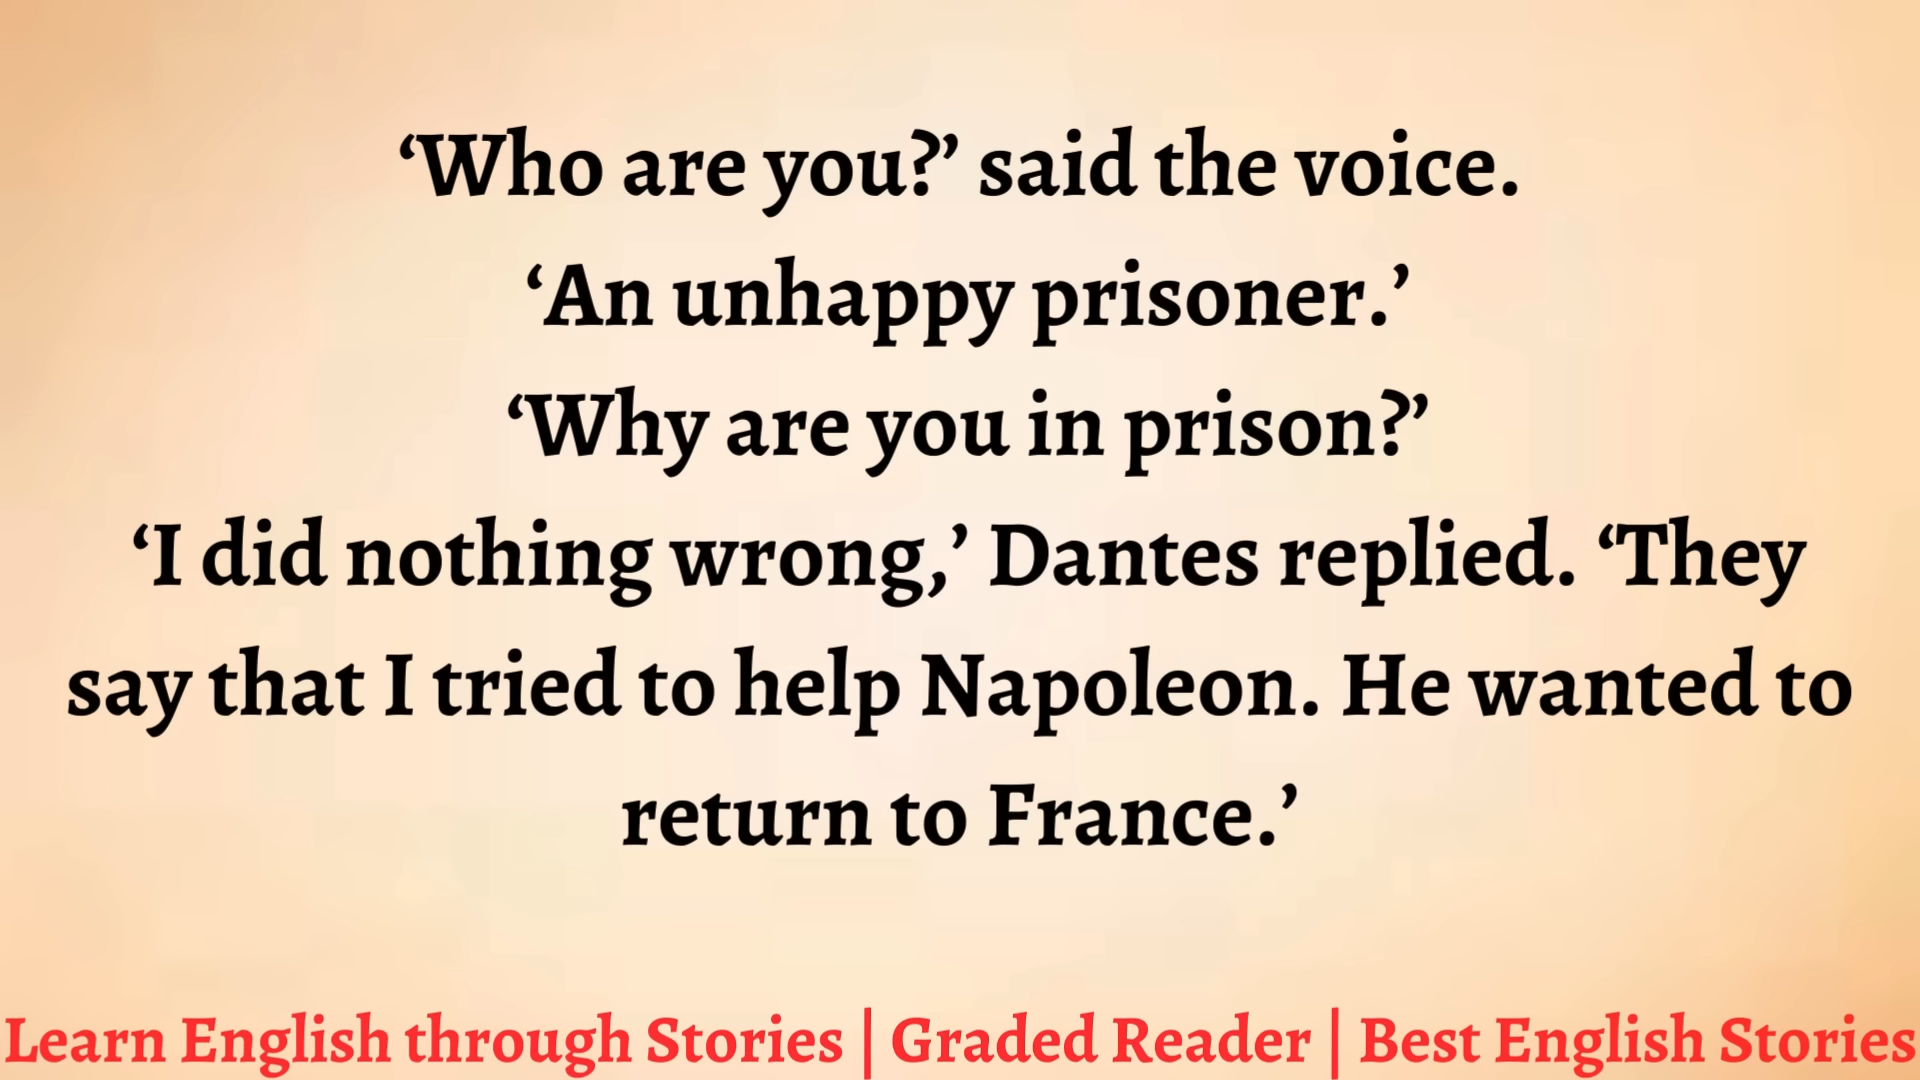 ‘Who are you?’ said the voice.
‘An unhappy prisoner.’
‘Why are you in prison?’
‘I did nothing wrong,’ Dantes replied. ‘They
say that I tried to help Napoleon. He wanted to
return to France.’
Learn English through Stories | Graded Reader | Best English Stories